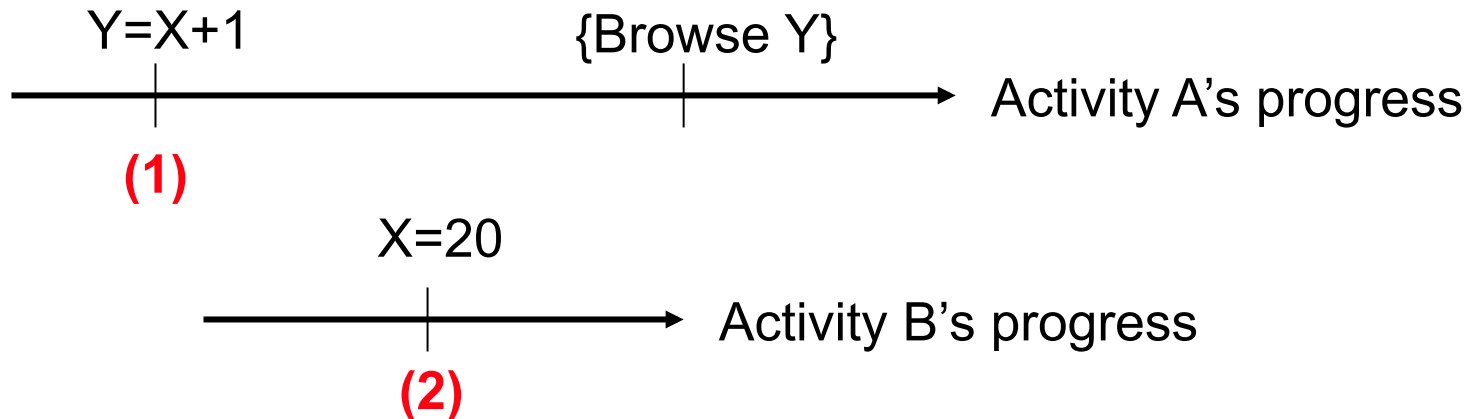 Y=X+1 {Browse Y}
Activity A’s progress
(1)
X=20
Activity B’s progress
(2)